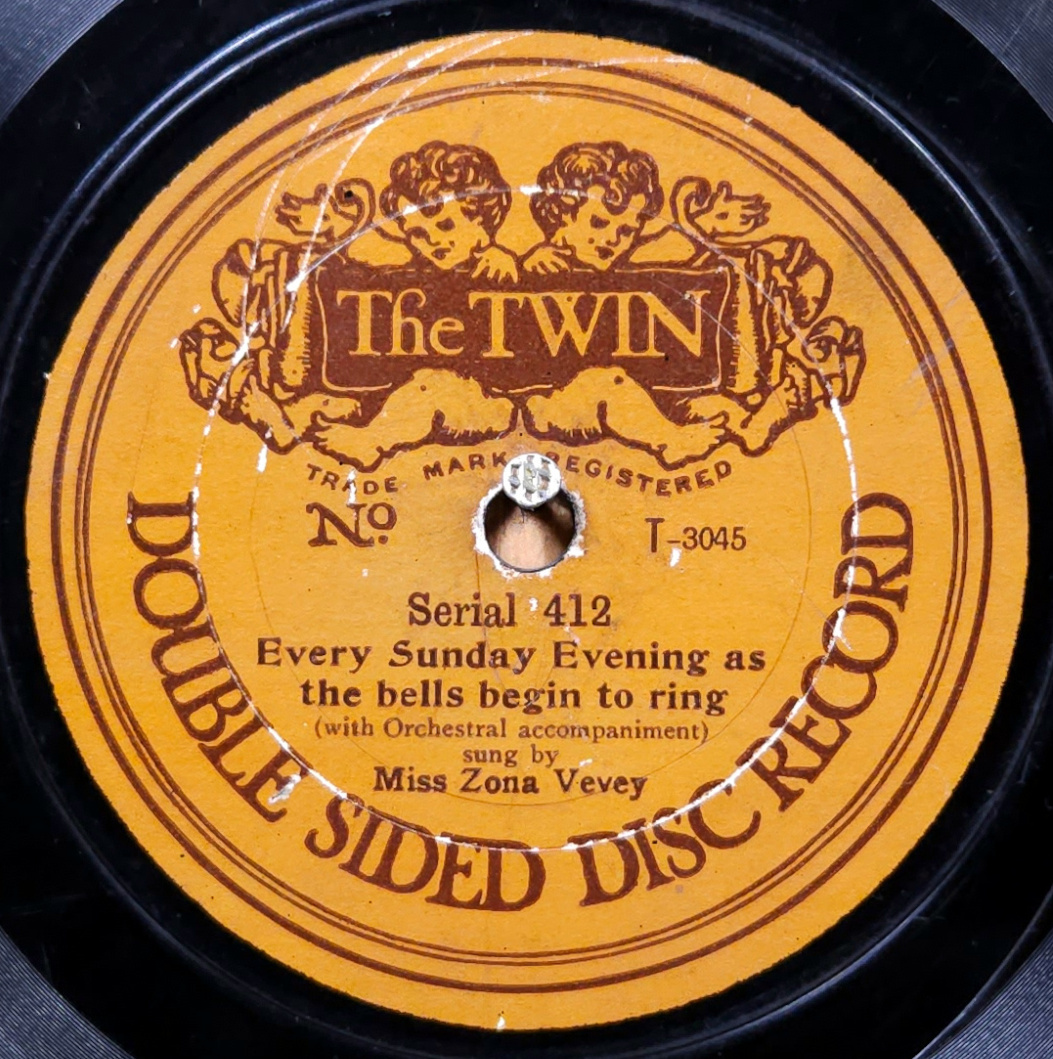 The TWIN
TRADE MARK REGISTERED
No. T-3045
Serial 412
Every Sunday Evening as
the bells begin to ring
(with Orchestral accompaniment)
sung by
Miss Zona Vevey
DOUBLE SIDED DISC RECORD